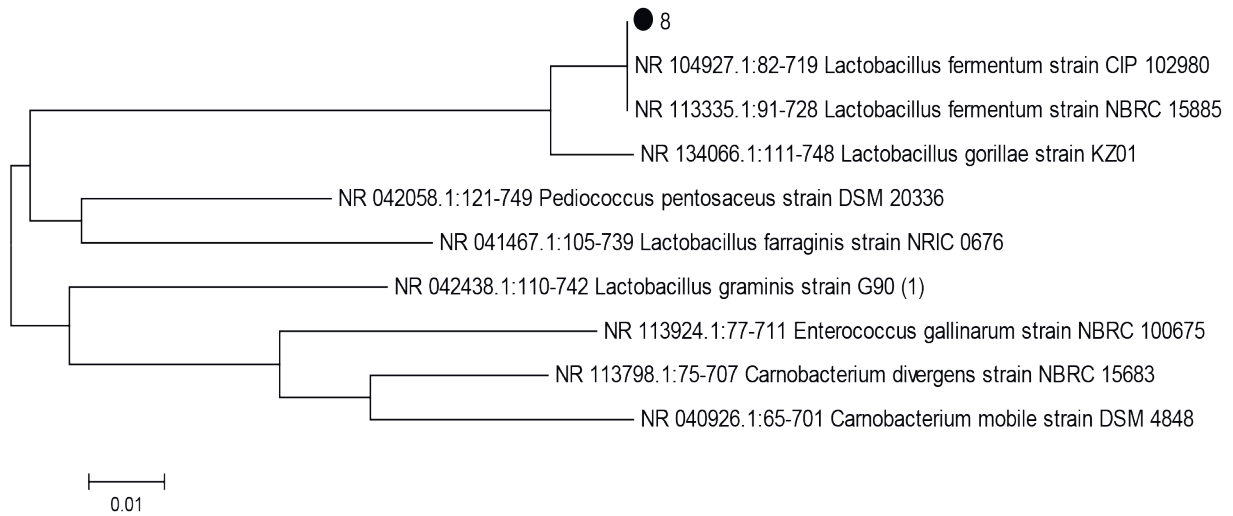 8
NR 104927.1:82-719 Lactobacillus fermentum strain CIP 102980
NR 113335.1:91-728 Lactobacillus fermentum strain NBRC 15885
NR 134066.1:111-748 Lactobacillus gorillae strain KZ01
NR 042058.1:121-749 Pediococcus pentosaceus strain DSM 20336
NR 041467.1:105-739 Lactobacillus farraginis strain NRIC 0676
NR 042438.1:110-742 Lactobacillus graminis strain G90 (1)
NR 113924.1:77-711 Enterococcus gallinarum strain NBRC 100675
NR 113798.1:75-707 Carnobacterium divergens strain NBRC 15683
NR 040926.1:65-701 Carnobacterium mobile strain DSM 4848
0.01